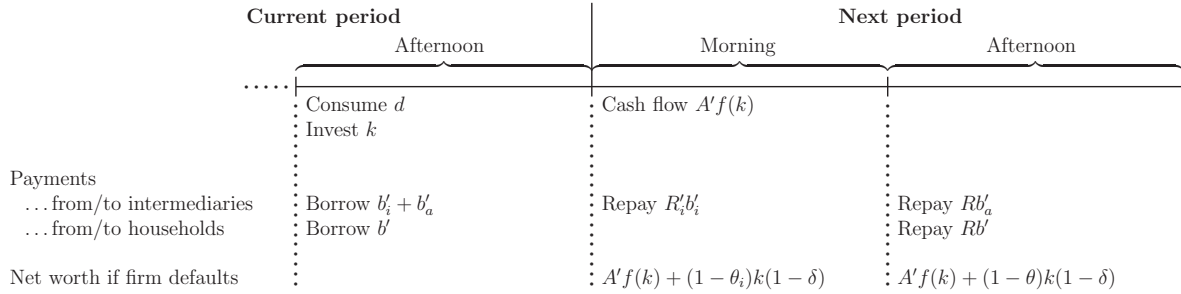 Current period Next period
Afternoon Morning Afternoon
..... Consume d Cash flow A′f(k)
Invest k
Payments
...from/to intermediaries Borrow b′ᵢ + b′ₐ Repay R′ᵢb′ᵢ Repay Rb′ₐ
...from/to households Borrow b′ Repay Rb′
Net worth if firm defaults A′f(k) + (1 − θᵢ)k(1 − δ) A′f(k) + (1 − θ)k(1 − δ)